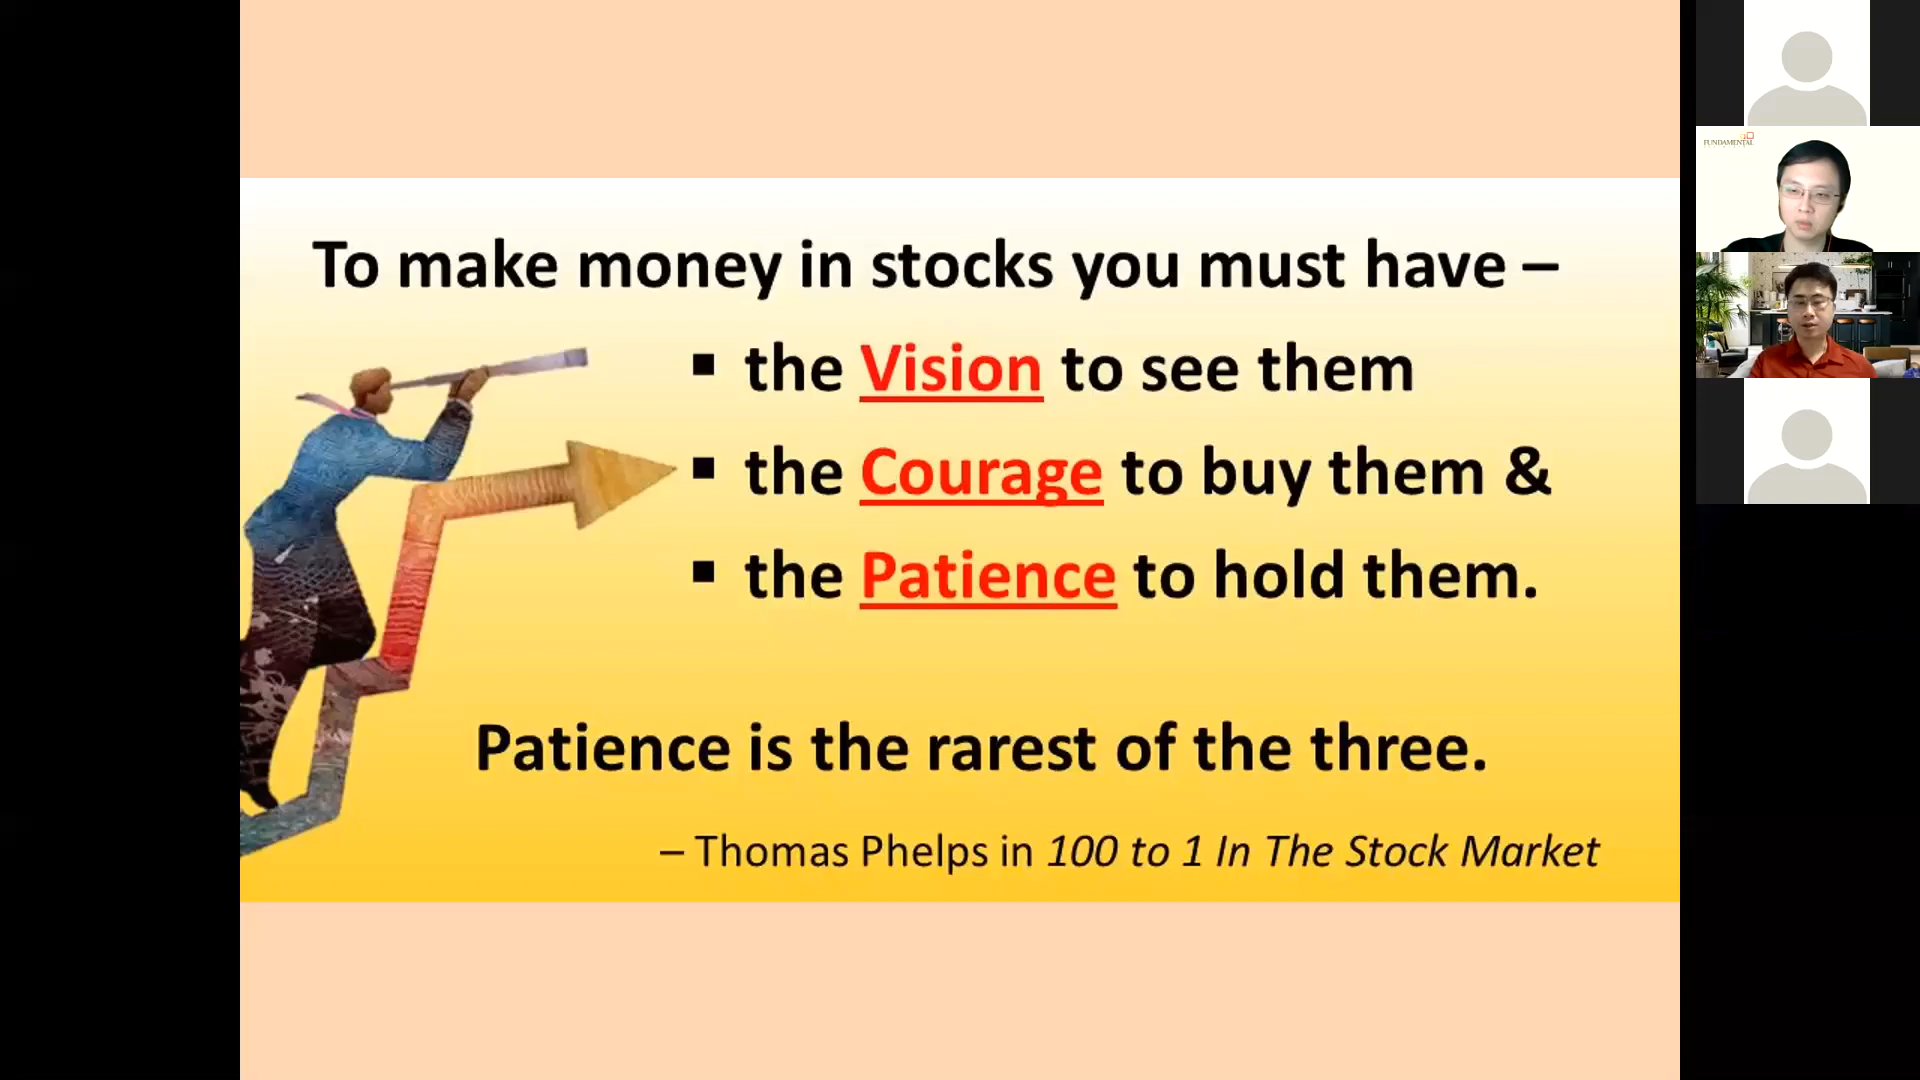 To make money in stocks you must have –
▪ the Vision to see them
▪ the Courage to buy them &
▪ the Patience to hold them.
Patience is the rarest of the three.
– Thomas Phelps in 100 to 1 In The Stock Market
FUNDAMENTAL